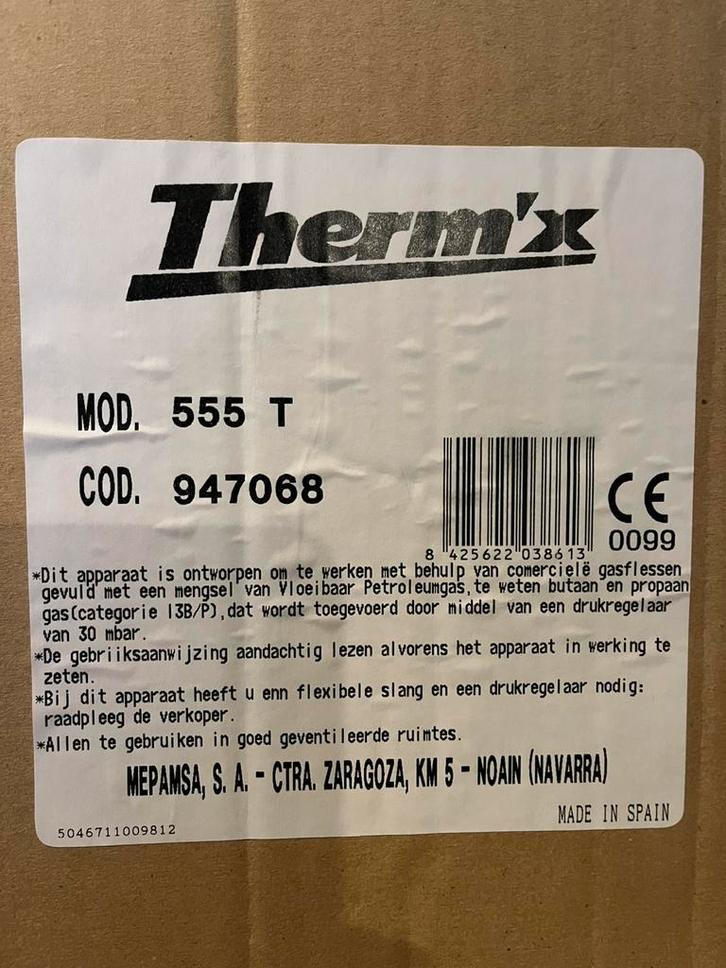 Therm'x
MOD. 555 T
COD. 947068
8 425622 038613
CE
0099
*Dit apparaat is ontworpen om te werken met behulp van comercielë gasflessen
gevuld met een mengsel van Vloeibaar Petroleumgas,te weten butaan en propaan
gas(categorie I3B/P),dat wordt toegevoerd door middel van een drukregelaar
van 30 mbar.
*De gebriiksaanwijzing aandachtig lezen alvorens het apparaat in werking te
zeten.
*Bij dit apparaat heeft u enn flexibele slang en een drukregelaar nodig:
raadpleeg de verkoper.
*Allen te gebruiken in goed geventileerde ruimtes.
MEPAMSA, S. A. - CTRA. ZARAGOZA, KM 5 - NOAIN (NAVARRA)
MADE IN SPAIN
5046711009812